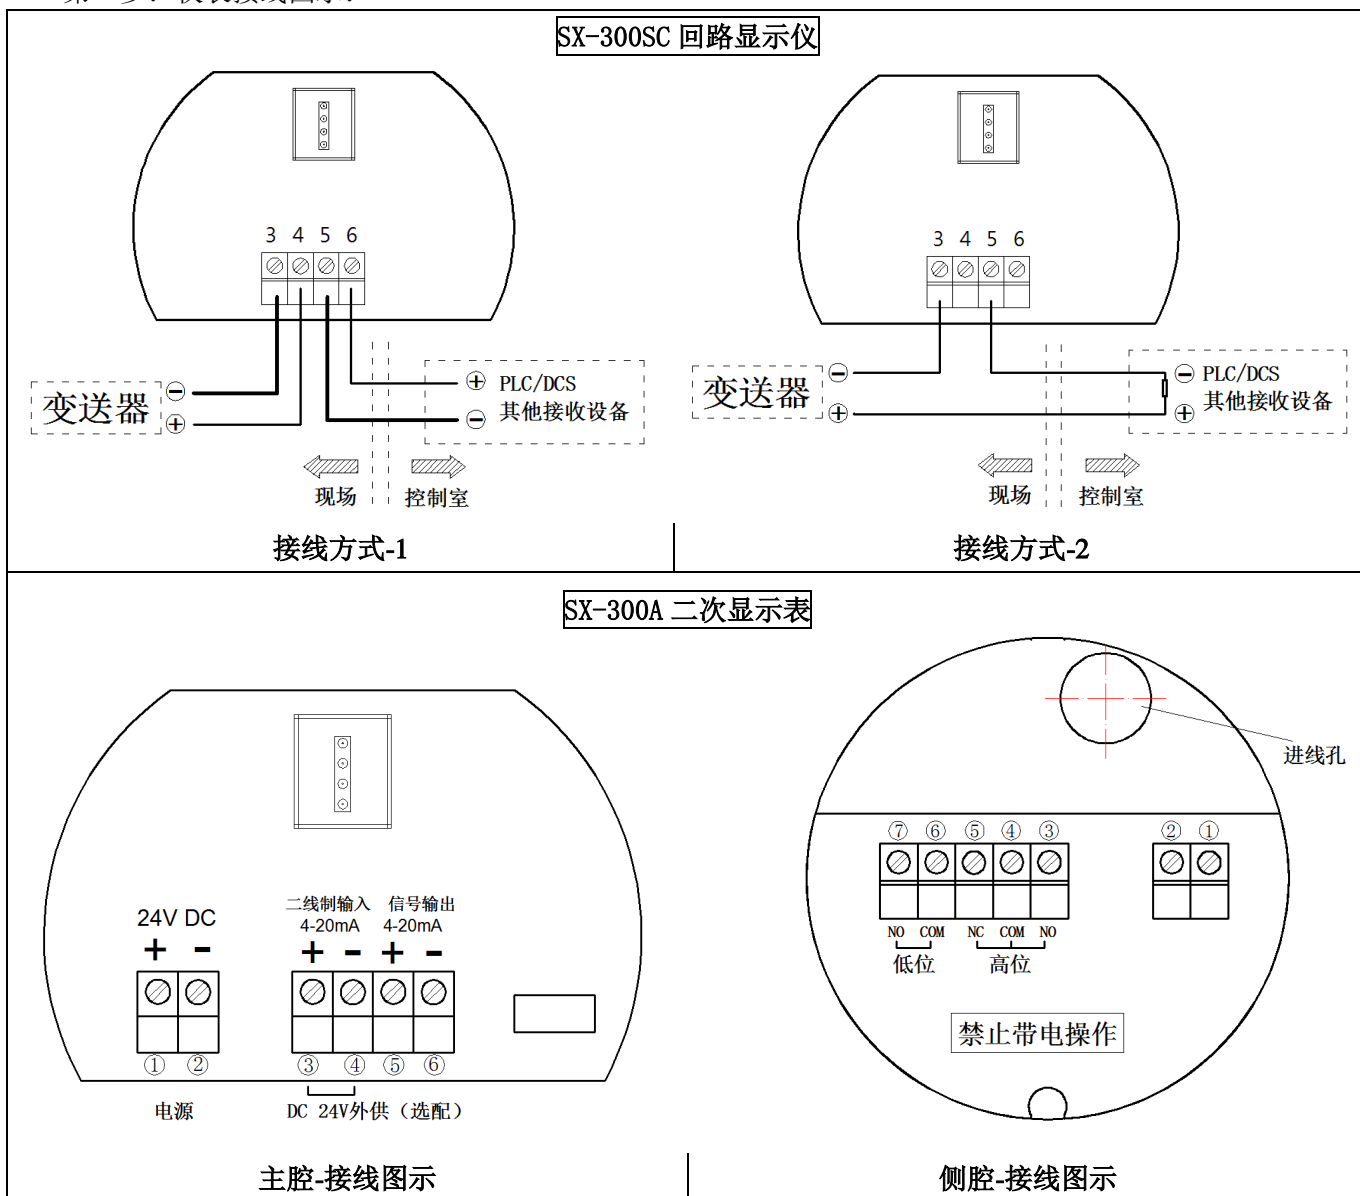 SX-300SC 回路显示仪
3 4 5 6
变送器
⊖
⊕
⊕ PLC/DCS
其他接收设备
⊖
现场
控制室
接线方式-1
3 4 5 6
变送器
⊖
⊕
⊖ PLC/DCS
其他接收设备
⊕
现场
控制室
接线方式-2
SX-300A 二次显示表
24V DC
+ -
二线制输入 信号输出
4-20mA 4-20mA
+ - + -
① ② ③ ④ ⑤ ⑥
电源
DC 24V外供（选配）
主腔-接线图示
进线孔
⑦ ⑥ ⑤ ④ ③ ② ①
NO COM NC COM NO
低位 高位
禁止带电操作
侧腔-接线图示